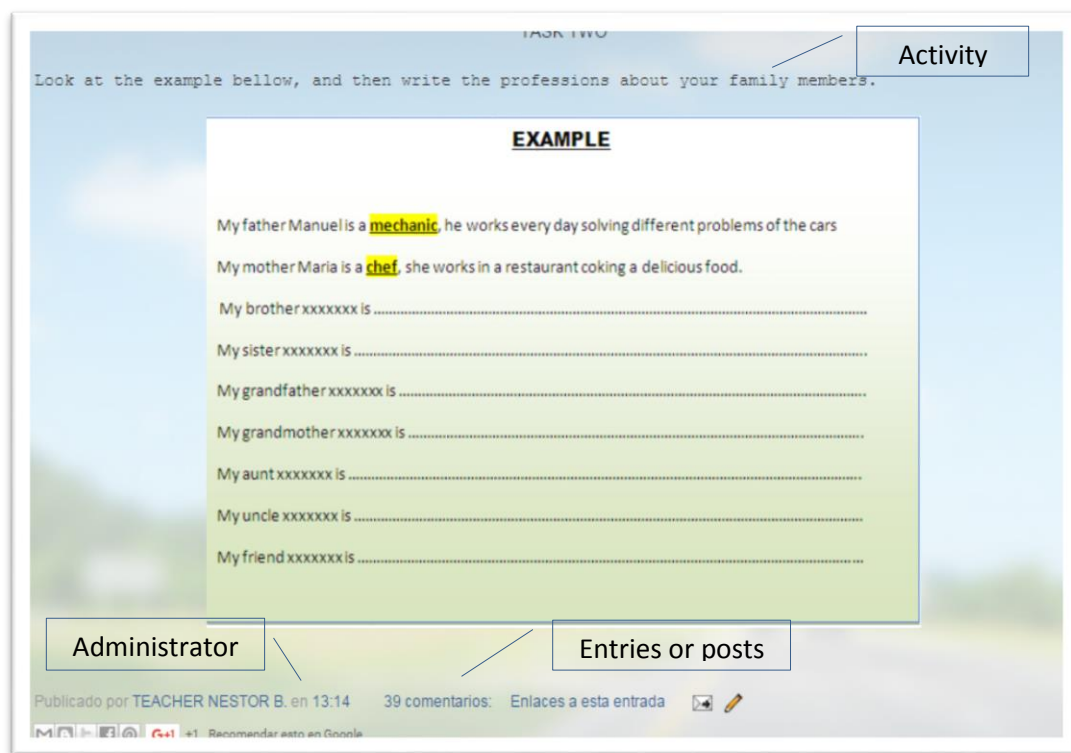 TASK TWO
Activity
Look at the example bellow, and then write the professions about your family members.
EXAMPLE
My father Manuel is a mechanic, he works every day solving different problems of the cars
My mother Maria is a chef, she works in a restaurant coking a delicious food.
My brother xxxxxxx is ........................................................
My sister xxxxxxx is ........................................................
My grandfather xxxxxxx is ........................................................
My grandmother xxxxxxx is ........................................................
My aunt xxxxxxx is ........................................................
My uncle xxxxxxx is ........................................................
My friend xxxxxxx is ........................................................
Administrator
Entries or posts
Publicado por TEACHER NESTOR B. en 13:14 39 comentarios: Enlaces a esta entrada
G+1 +1 Recomendar esto en Google